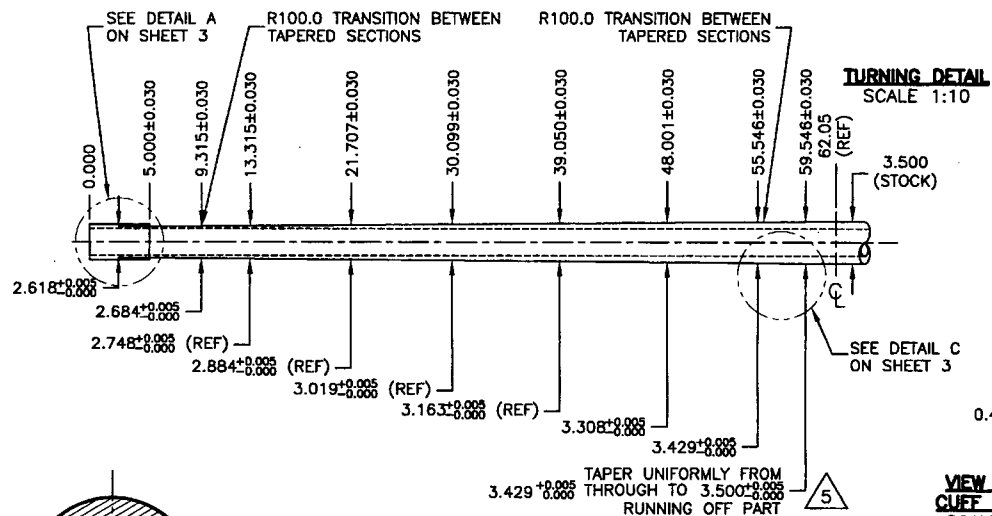 SEE DETAIL A
ON SHEET 3
R100.0 TRANSITION BETWEEN
TAPERED SECTIONS
R100.0 TRANSITION BETWEEN
TAPERED SECTIONS
TURNING DETAIL
SCALE 1:10
0.000
5.000±0.030
9.315±0.030
13.315±0.030
21.707±0.030
30.099±0.030
39.050±0.030
48.001±0.030
55.546±0.030
59.546±0.030
62.05
(REF)
3.500
(STOCK)
2.618+0.005
-0.000
2.684+0.005
-0.000
2.748+0.005
-0.000 (REF)
2.884+0.005
-0.000 (REF)
3.019+0.005
-0.000 (REF)
3.163+0.005
-0.000 (REF)
3.308+0.005
-0.000
3.429+0.005
-0.000
℄
SEE DETAIL C
ON SHEET 3
0.4
TAPER UNIFORMLY FROM
3.429 +0.005
-0.000 THROUGH TO 3.500+0.005
-0.000
RUNNING OFF PART
5
VIEW
CUFF